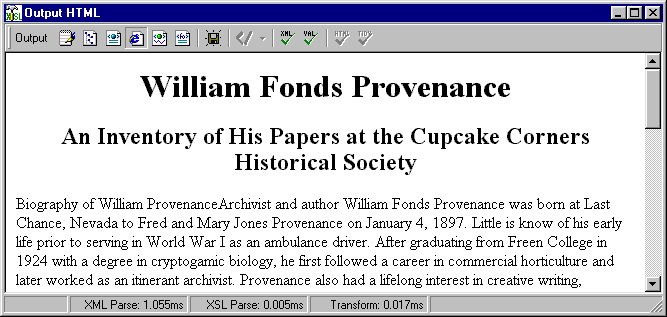 Output HTML
Output
XML
VAL
HTML
TIDY
William Fonds Provenance
An Inventory of His Papers at the Cupcake Corners
Historical Society
Biography of William ProvenanceArchivist and author William Fonds Provenance was born at Last
Chance, Nevada to Fred and Mary Jones Provenance on January 4, 1897. Little is know of his early
life prior to serving in World War I as an ambulance driver. After graduating from Freen College in
1924 with a degree in cryptogamic biology, he first followed a career in commercial horticulture and
later worked as an itinerant archivist. Provenance also had a lifelong interest in creative writing,
XML Parse: 1.055ms
XSL Parse: 0.005ms
Transform: 0.017ms